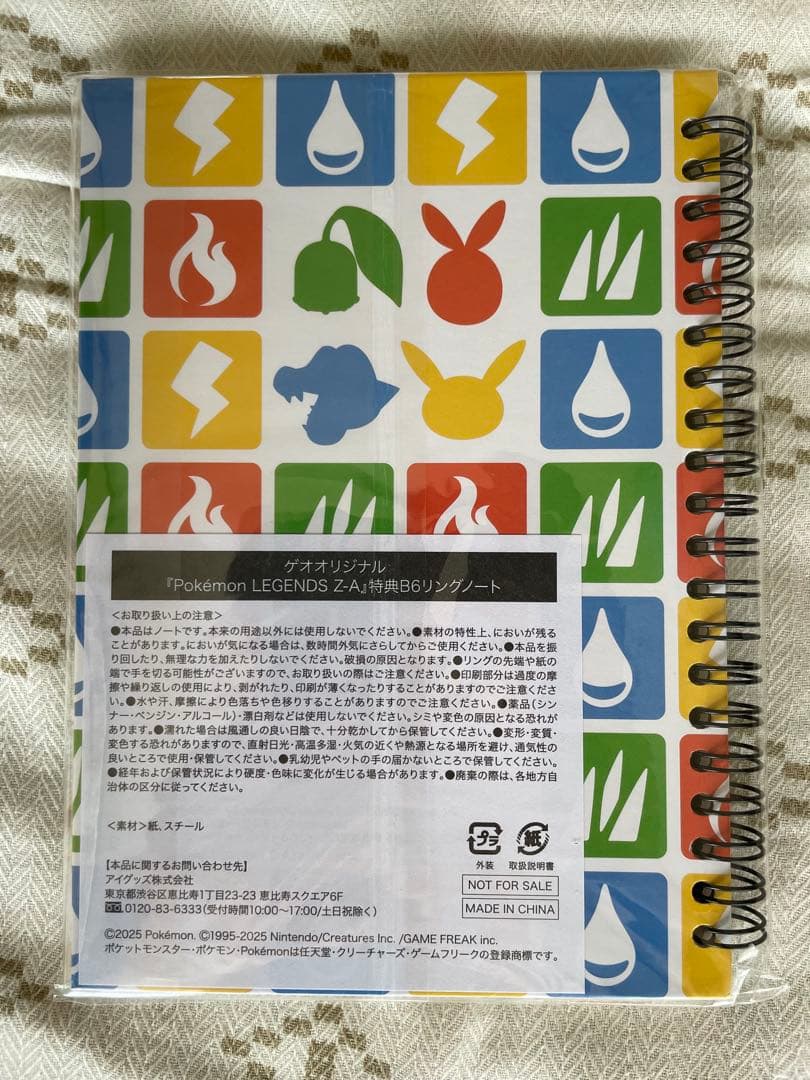 ゲオオリジナル
『Pokémon LEGENDS Z-A』特典B6リングノート
＜お取り扱い上の注意＞
●本品はノートです。本来の用途以外には使用しないでください。●素材の特性上、においが残る
ことがあります。においが気になる場合は、数時間外気にさらしてからご使用ください。●本品を振
り回したり、無理な力を加えたりしないでください。破損の原因となります。●リングの先端や紙の
端で手を切る可能性がございますので、お取り扱いの際はご注意ください。●印刷部分は過度の摩
擦や繰り返しの使用により、剥がれたり、印刷が薄くなったりすることがありますのでご注意くださ
い。●水や汗、摩擦により色落ちや色移りすることがありますのでご注意ください。●薬品（シン
ナー・ベンジン・アルコール）・漂白剤などは使用しないでください。シミや変色の原因となる恐れが
あります。●濡れた場合は風通しの良い日陰で、十分乾かしてから保管してください。●変形・変質・
変色する恐れがありますので、直射日光・高温多湿・火気の近くや熱源となる場所を避け、通気性の
良いところで使用・保管してください。●乳幼児やペットの手の届かないところで保管してください。
●経年および保管状況により硬度・色味に変化が生じる場合があります。●廃棄の際は、各地方自
治体の区分に従ってください。
＜素材＞紙、スチール
プラ 紙
外装 取扱説明書
【本品に関するお問い合わせ先】
アイグッズ株式会社
東京都渋谷区恵比寿1丁目23-23 恵比寿スクエア6F
0120-83-6333（受付時間10:00～17:00/土日祝除く）
NOT FOR SALE
MADE IN CHINA
©2025 Pokémon. ©1995-2025 Nintendo/Creatures Inc. /GAME FREAK inc.
ポケットモンスター・ポケモン・Pokémonは任天堂・クリーチャーズ・ゲームフリークの登録商標です。